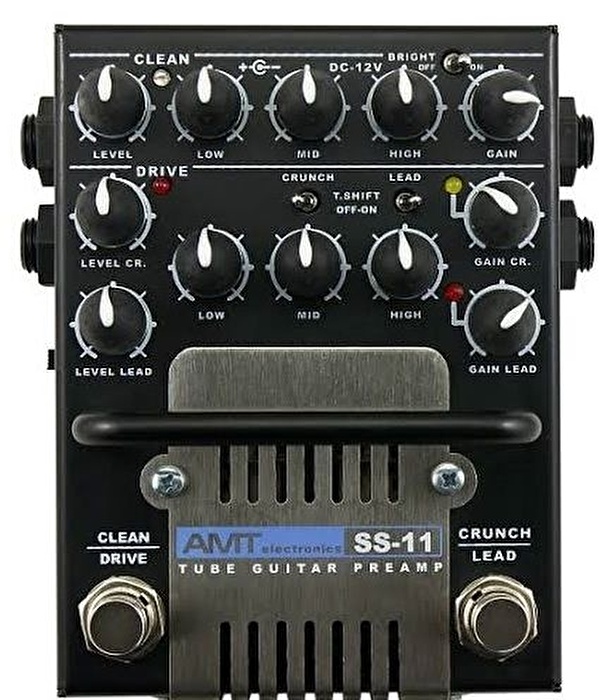 CLEAN
DC-12V
BRIGHT
OFF
ON
LEVEL
LOW
MID
HIGH
GAIN
DRIVE
CRUNCH
LEAD
T.SHIFT
OFF-ON
LEVEL CR.
GAIN CR.
LOW
MID
HIGH
LEVEL LEAD
GAIN LEAD
AMT electronics SS-11
TUBE GUITAR PREAMP
CLEAN
DRIVE
CRUNCH
LEAD